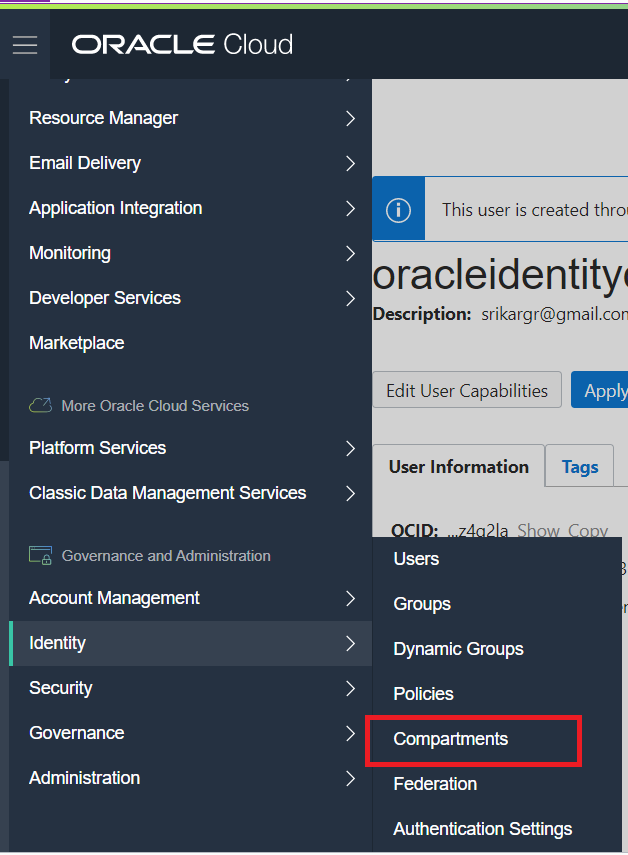 ORACLE Cloud
Resource Manager
Email Delivery
Application Integration
Monitoring
Developer Services
Marketplace
More Oracle Cloud Services
Platform Services
Classic Data Management Services
Governance and Administration
Account Management
Identity
Security
Governance
Administration
This user is created throu
oracleidentity
Description: srikargr@gmail.com
Edit User Capabilities
Apply
User Information
Tags
OCID: ...z4q2la Show Copy
Users
Groups
Dynamic Groups
Policies
Compartments
Federation
Authentication Settings